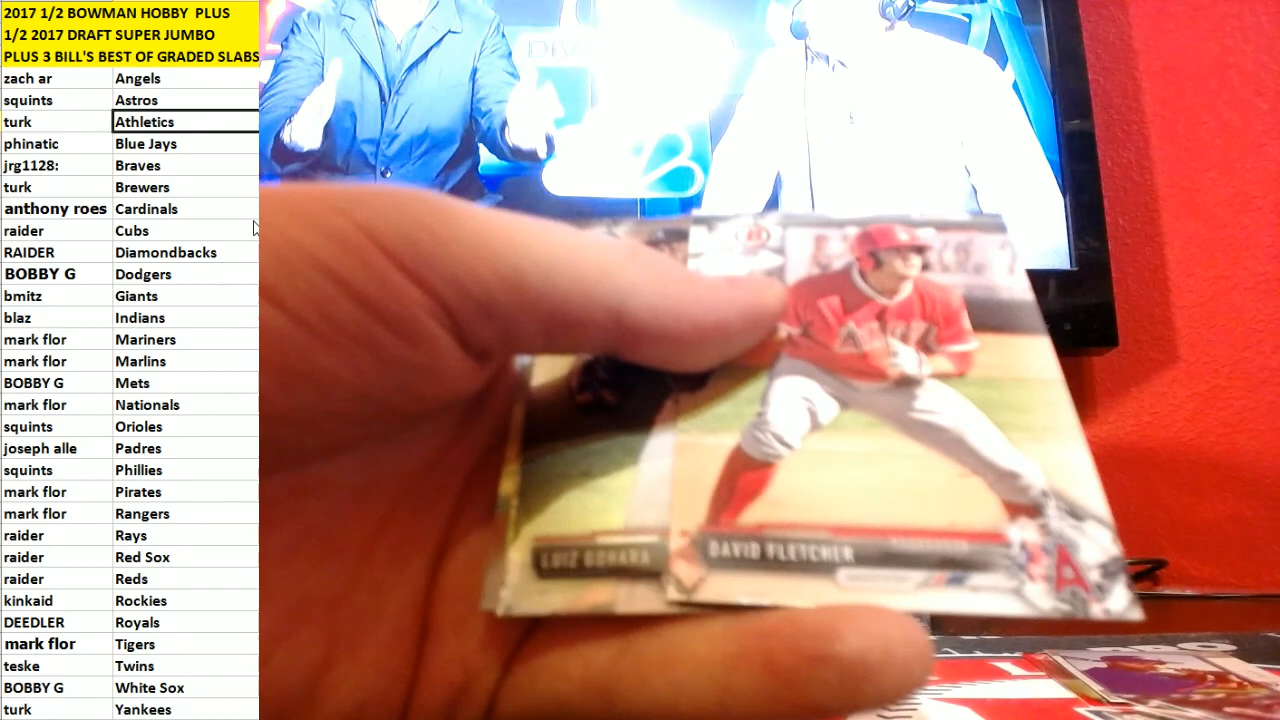 2017 1/2 BOWMAN HOBBY PLUS
1/2 2017 DRAFT SUPER JUMBO
PLUS 3 BILL'S BEST OF GRADED SLABS
zach ar Angels
squints Astros
turk Athletics
phinatic Blue Jays
jrg1128: Braves
turk Brewers
anthony roes Cardinals
raider Cubs
RAIDER Diamondbacks
BOBBY G Dodgers
bmitz Giants
blaz Indians
mark flor Mariners
mark flor Marlins
BOBBY G Mets
mark flor Nationals
squints Orioles
joseph alle Padres
squints Phillies
mark flor Pirates
mark flor Rangers
raider Rays
raider Red Sox
raider Reds
kinkaid Rockies
DEEDLER Royals
mark flor Tigers
teske Twins
BOBBY G White Sox
turk Yankees
LUIZ GOHARA
DAVID FLETCHER
A